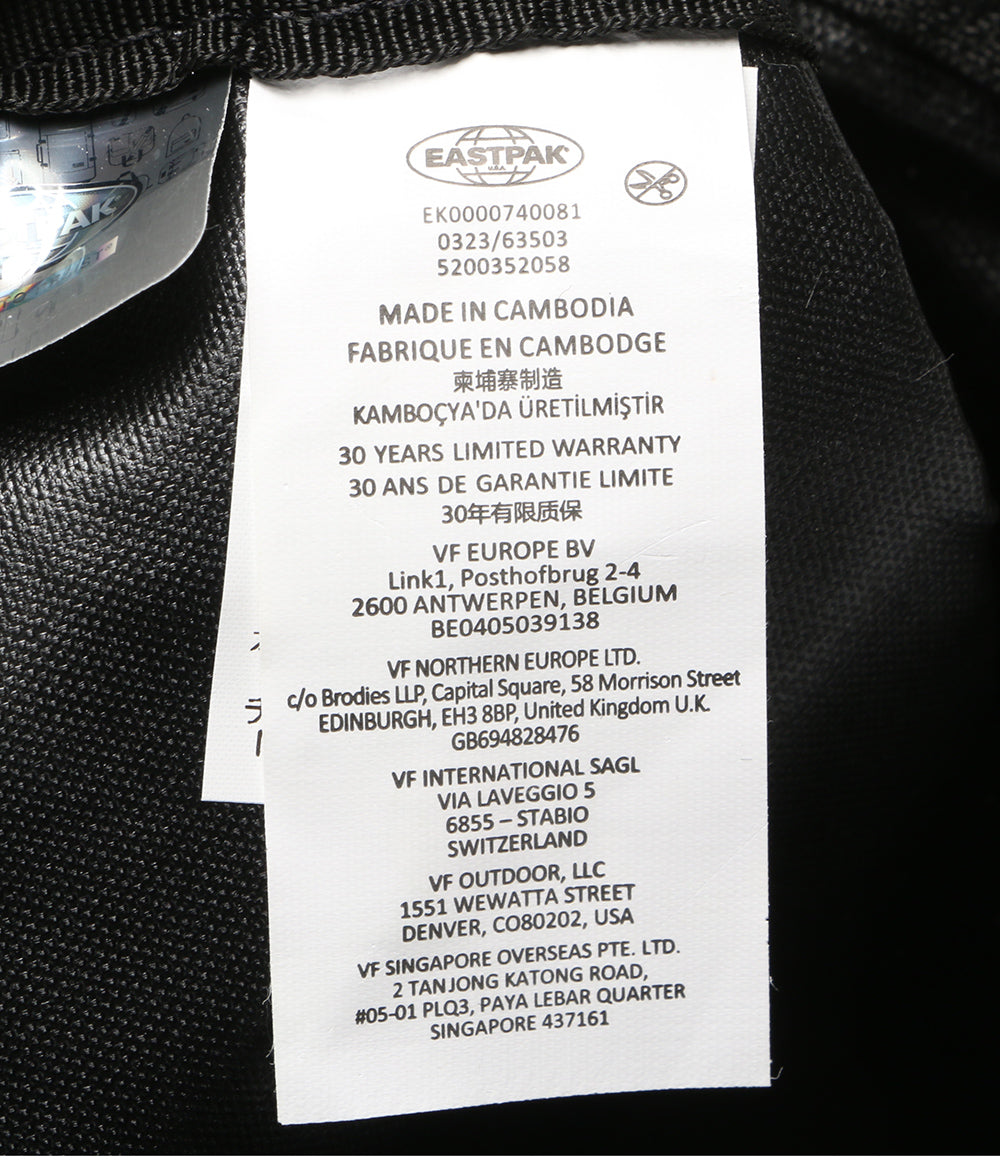 EASTPAK
U.S.A.
EK0000740081
0323/63503
5200352058
MADE IN CAMBODIA
FABRIQUE EN CAMBODGE
柬埔寨制造
KAMBOÇYA'DA ÜRETİLMİŞTİR
30 YEARS LIMITED WARRANTY
30 ANS DE GARANTIE LIMITE
30年有限质保
VF EUROPE BV
Link1, Posthofbrug 2-4
2600 ANTWERPEN, BELGIUM
BE0405039138
VF NORTHERN EUROPE LTD.
c/o Brodies LLP, Capital Square, 58 Morrison Street
EDINBURGH, EH3 8BP, United Kingdom U.K.
GB694828476
VF INTERNATIONAL SAGL
VIA LAVEGGIO 5
6855 – STABIO
SWITZERLAND
VF OUTDOOR, LLC
1551 WEWATTA STREET
DENVER, CO80202, USA
VF SINGAPORE OVERSEAS PTE. LTD.
2 TANJONG KATONG ROAD,
#05-01 PLQ3, PAYA LEBAR QUARTER
SINGAPORE 437161